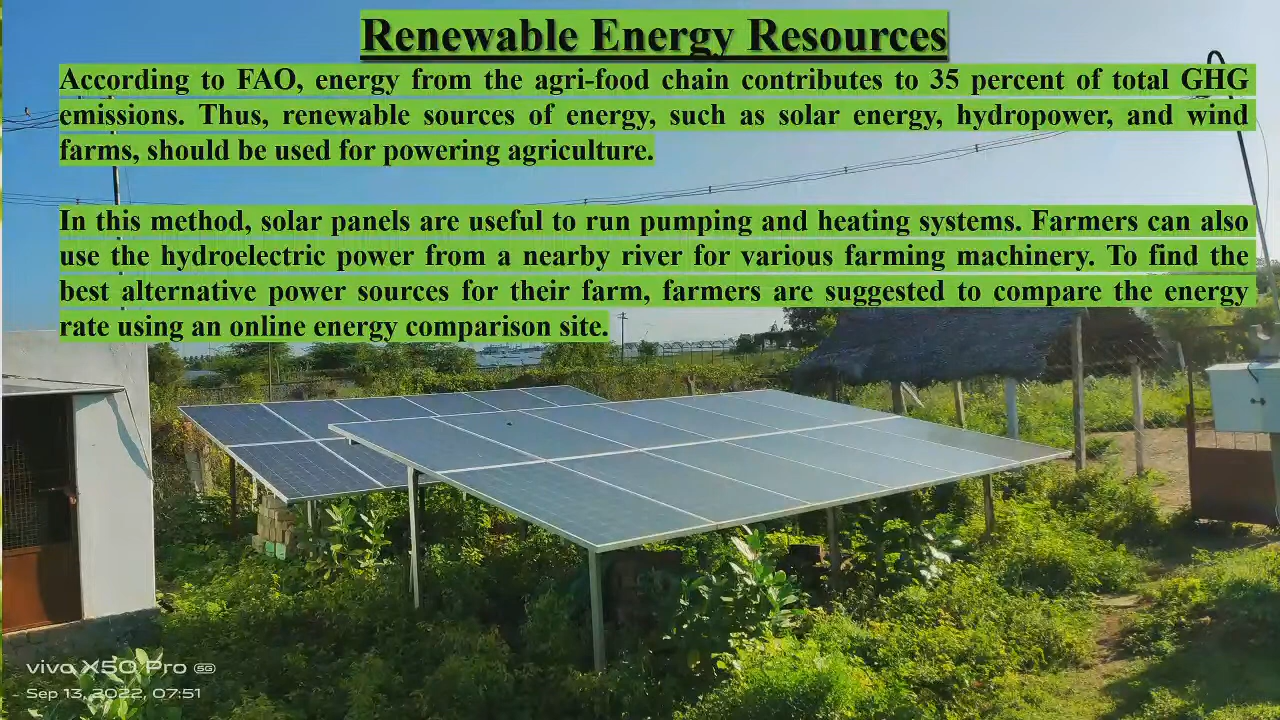 Renewable Energy Resources
According to FAO, energy from the agri-food chain contributes to 35 percent of total GHG
emissions. Thus, renewable sources of energy, such as solar energy, hydropower, and wind
farms, should be used for powering agriculture.
In this method, solar panels are useful to run pumping and heating systems. Farmers can also
use the hydroelectric power from a nearby river for various farming machinery. To find the
best alternative power sources for their farm, farmers are suggested to compare the energy
rate using an online energy comparison site.
vivo X50 Pro 5G
Sep 13, 2022, 07:51